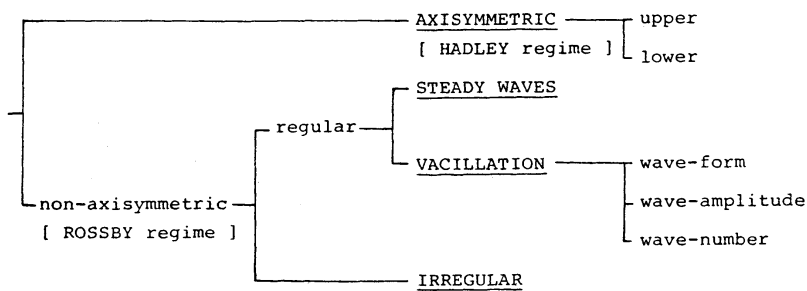 AXISYMMETRIC
upper
[ HADLEY regime ]
lower
STEADY WAVES
regular
VACILLATION
wave-form
non-axisymmetric
wave-amplitude
[ ROSSBY regime ]
wave-number
IRREGULAR